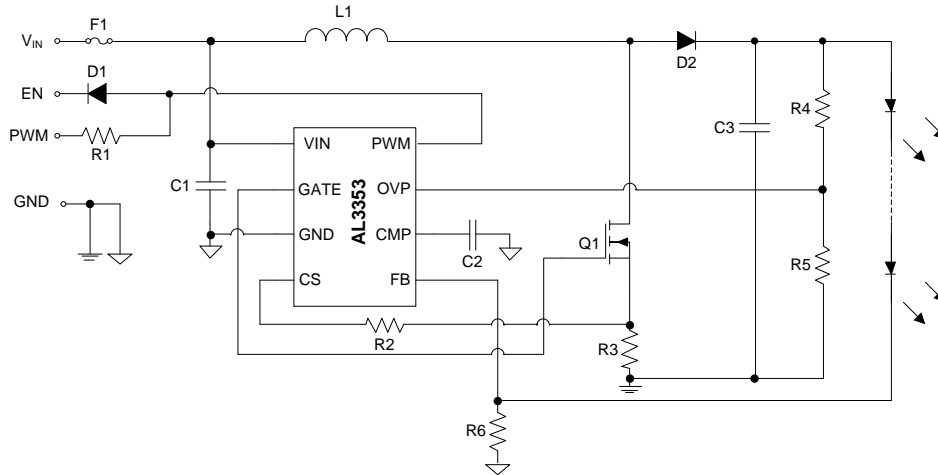 L1
F1
V_IN
D1
D2
EN
R4
PWM
C3
R1
VIN
PWM
C1
GATE
OVP
GND
AL3353
Q1
GND
CMP
C2
R5
CS
FB
R2
R3
R6